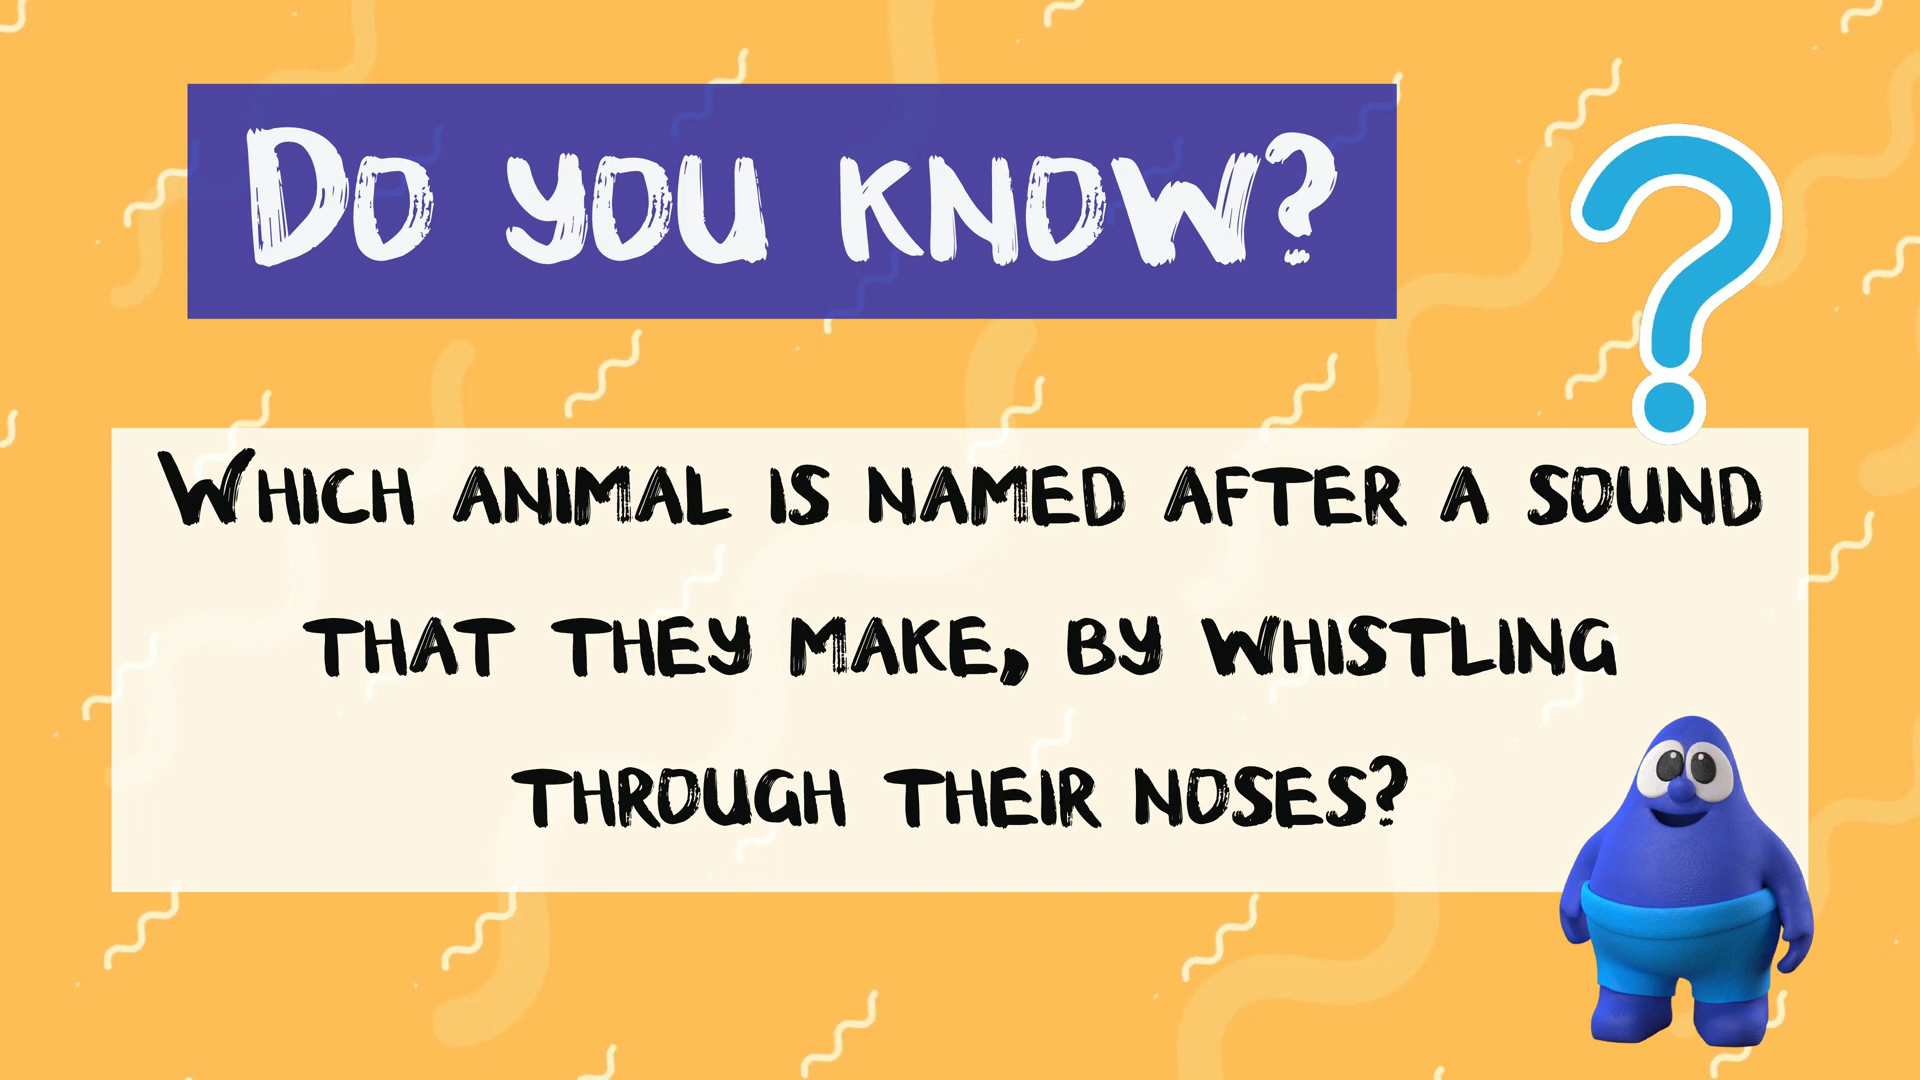 Do you know?
Which animal is named after a sound
that they make, by whistling
through their noses?